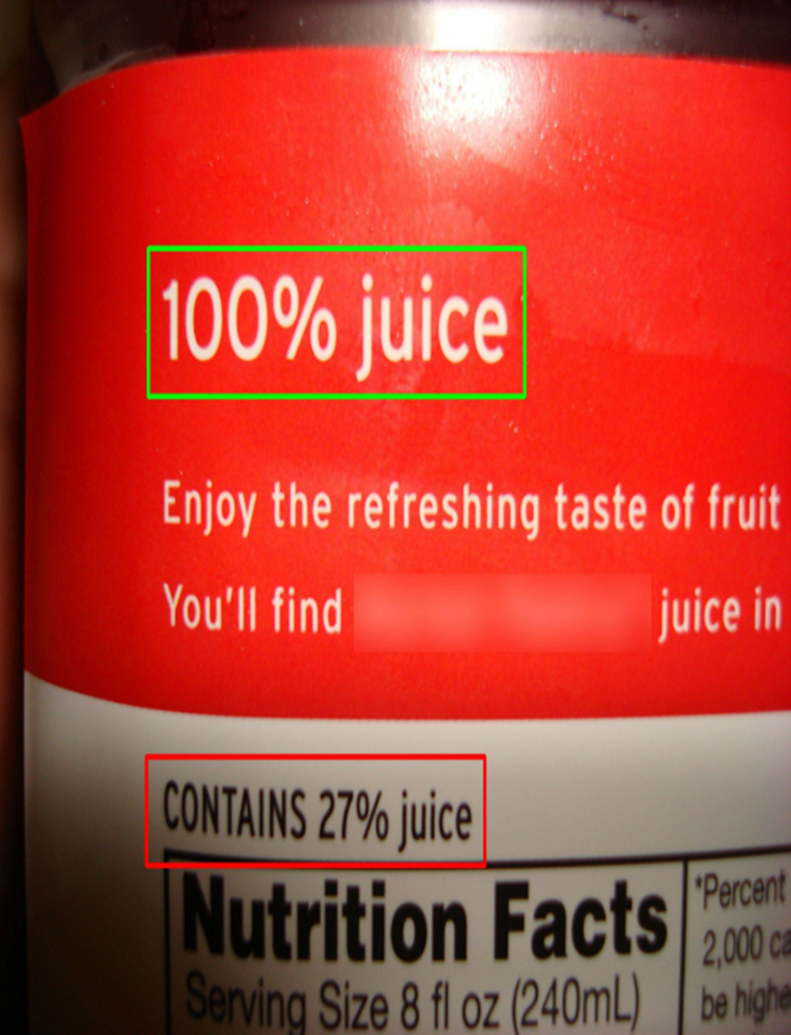 100% juice
Enjoy the refreshing taste of fruit
You'll find juice in
CONTAINS 27% juice
Nutrition Facts
Serving Size 8 fl oz (240mL)
*Percent
2,000
be